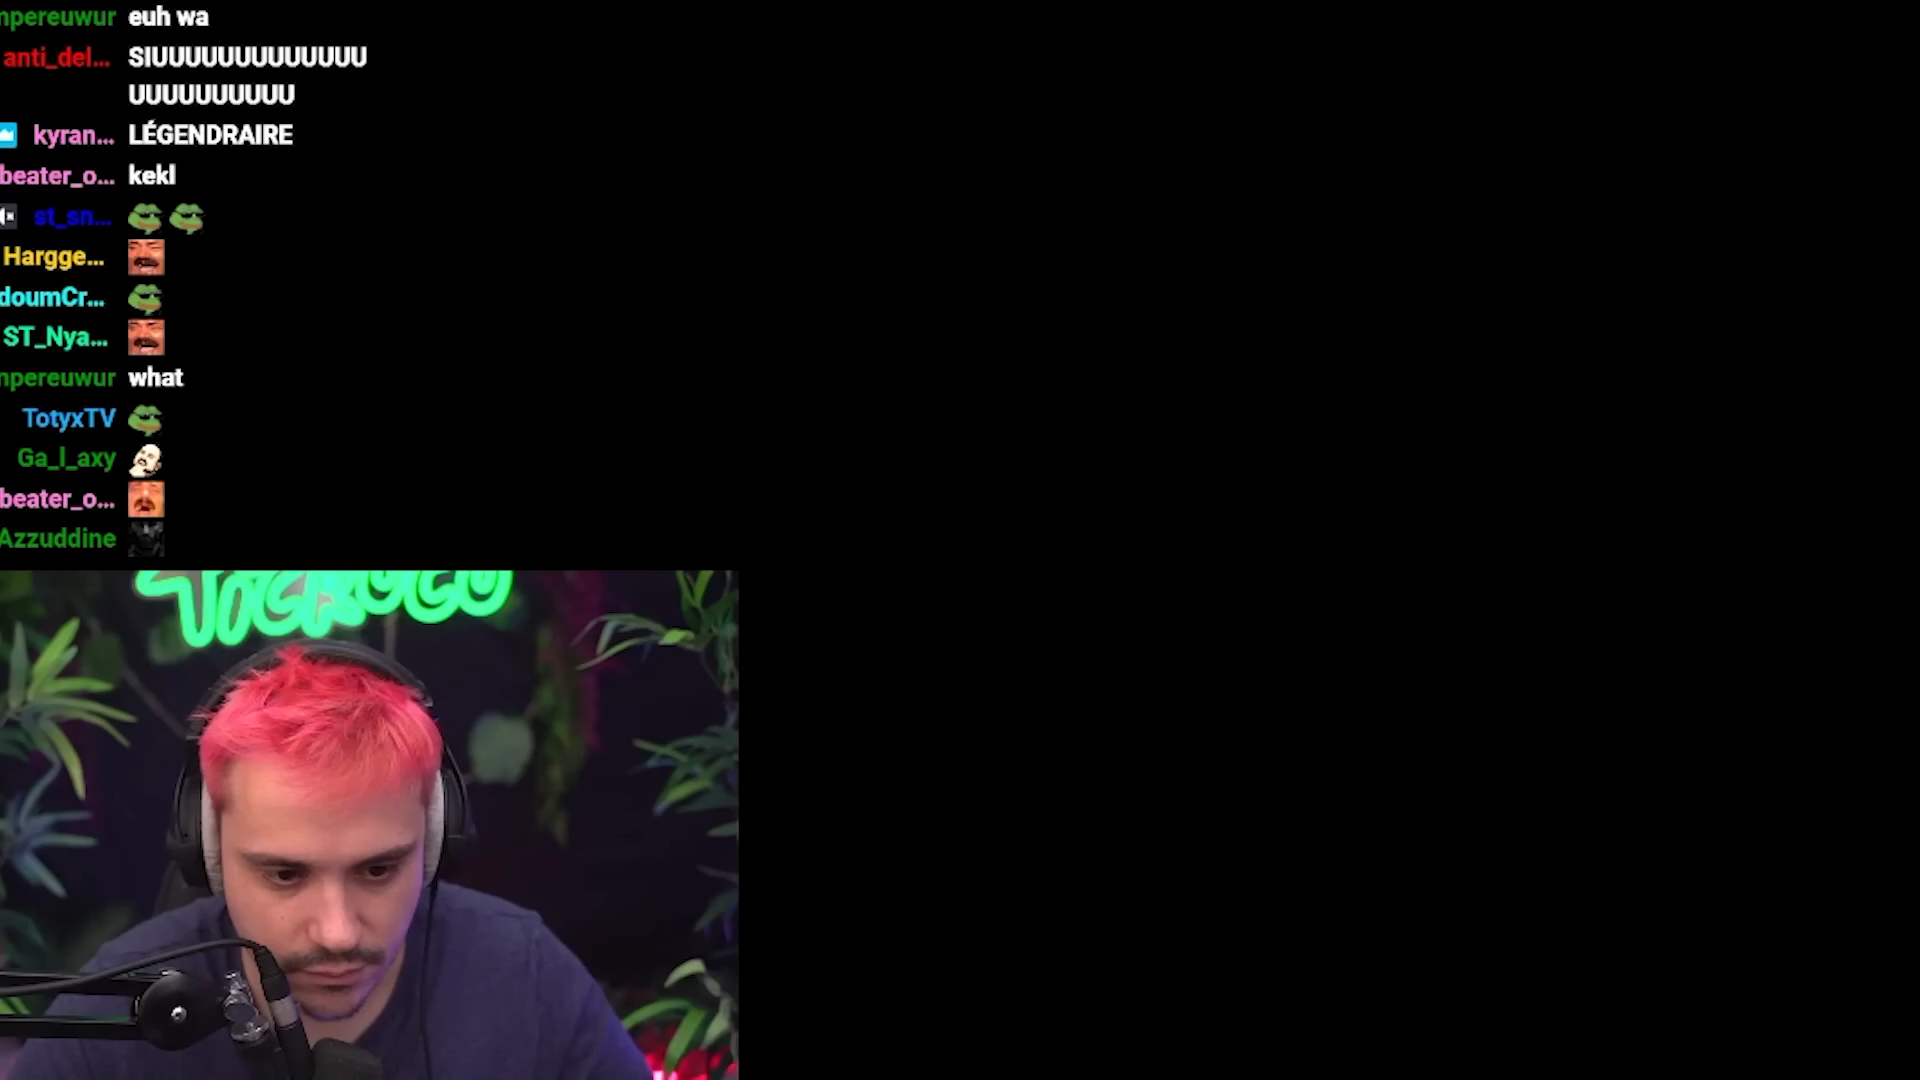 npereuwur euh wa
anti_del... SIUUUUUUUUUUUUU
UUUUUUUUUU
kyran... LÉGENDRAIRE
beater_o... kekl
st_sn...
Hargge...
doumCr...
ST_Nya...
npereuwur what
TotyxTV
Ga_l_axy
beater_o...
Azzuddine